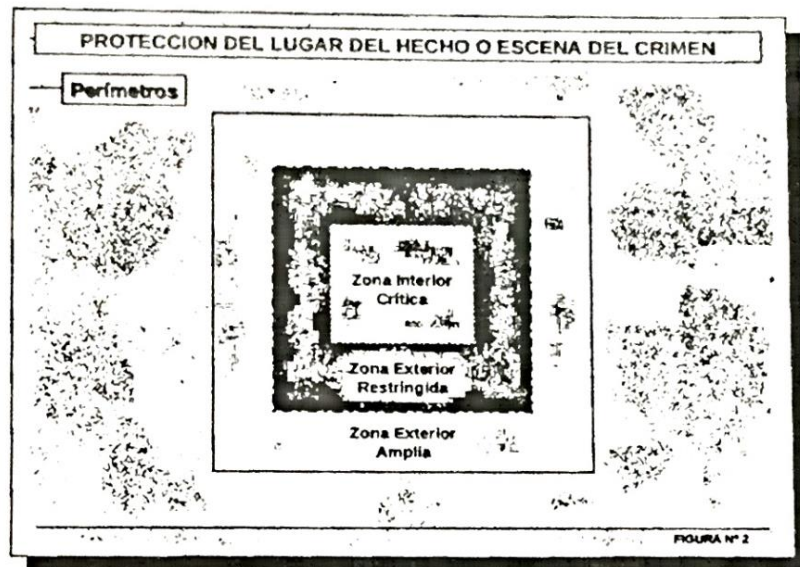 PROTECCION DEL LUGAR DEL HECHO O ESCENA DEL CRIMEN
Perímetros
Zona Interior
Crítica
Zona Exterior
Restringida
Zona Exterior
Amplia
FIGURA N° 2